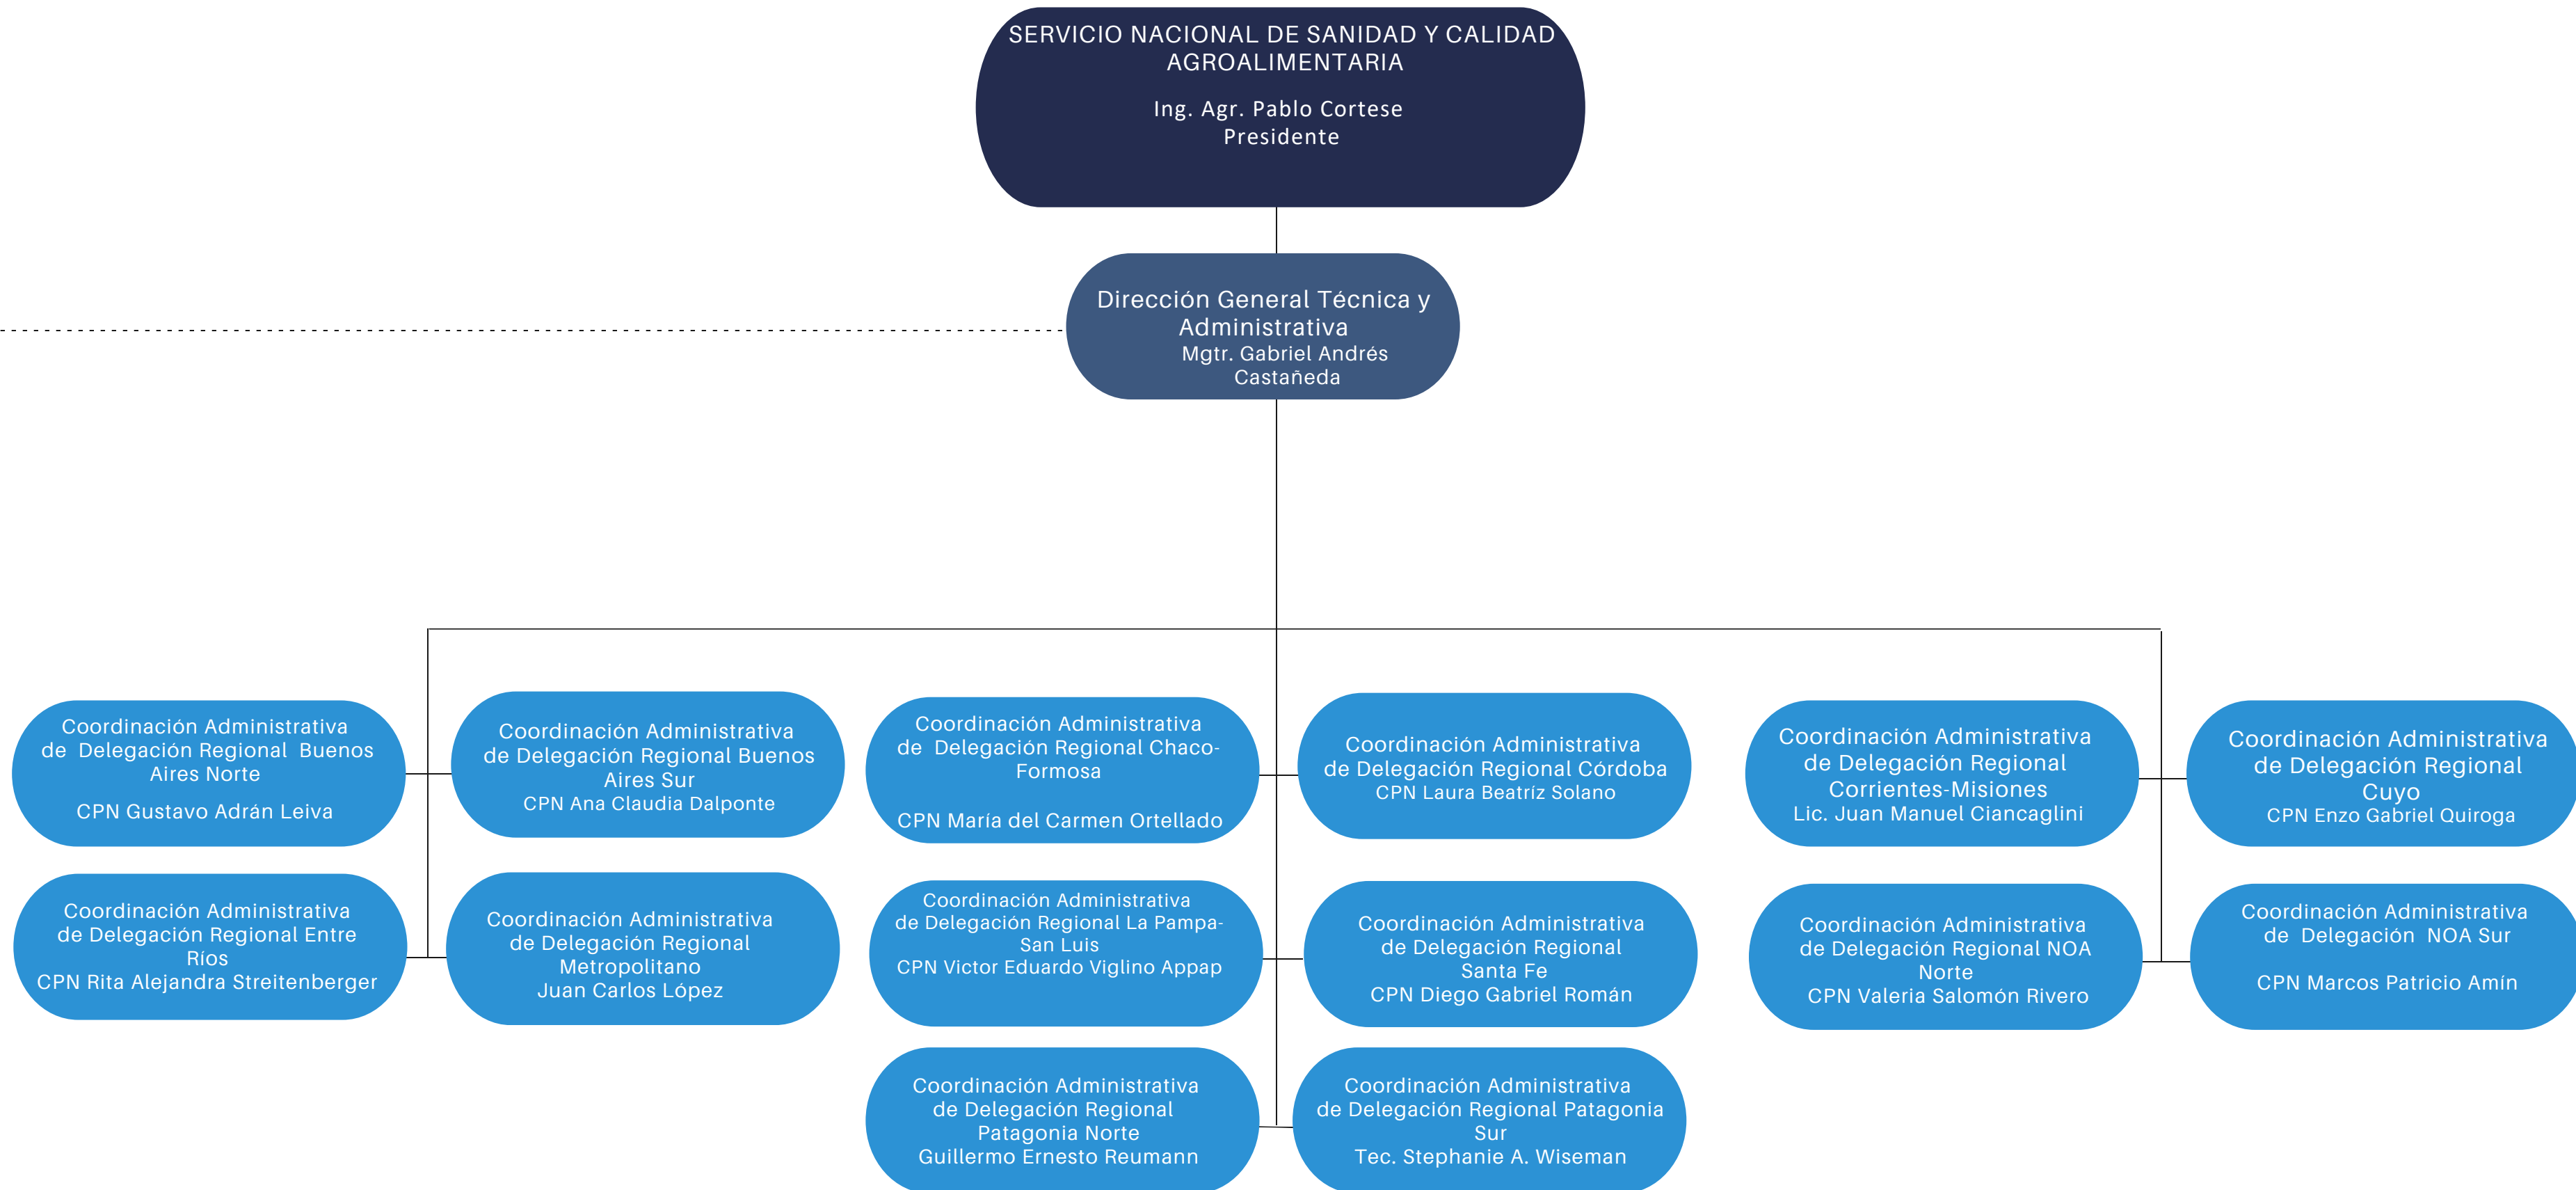 SERVICIO NACIONAL DE SANIDAD Y CALIDAD
AGROALIMENTARIA
Ing. Agr. Pablo Cortese
Presidente
Dirección General Técnica y
Administrativa
Mgtr. Gabriel Andrés
Castañeda
Coordinación Administrativa
de Delegación Regional Buenos
Aires Norte
CPN Gustavo Adrán Leiva
Coordinación Administrativa
de Delegación Regional Buenos
Aires Sur
CPN Ana Claudia Dalponte
Coordinación Administrativa
de Delegación Regional Chaco-
Formosa
CPN María del Carmen Ortellado
Coordinación Administrativa
de Delegación Regional Córdoba
CPN Laura Beatríz Solano
Coordinación Administrativa
de Delegación Regional
Corrientes-Misiones
Lic. Juan Manuel Ciancaglini
Coordinación Administrativa
de Delegación Regional
Cuyo
CPN Enzo Gabriel Quiroga
Coordinación Administrativa
de Delegación Regional Entre
Ríos
CPN Rita Alejandra Streitenberger
Coordinación Administrativa
de Delegación Regional
Metropolitano
Juan Carlos López
Coordinación Administrativa
de Delegación Regional La Pampa-
San Luis
CPN Victor Eduardo Viglino Appap
Coordinación Administrativa
de Delegación Regional
Santa Fe
CPN Diego Gabriel Román
Coordinación Administrativa
de Delegación Regional NOA
Norte
CPN Valeria Salomón Rivero
Coordinación Administrativa
de Delegación NOA Sur
CPN Marcos Patricio Amín
Coordinación Administrativa
de Delegación Regional
Patagonia Norte
Guillermo Ernesto Reumann
Coordinación Administrativa
de Delegación Regional Patagonia
Sur
Tec. Stephanie A. Wiseman